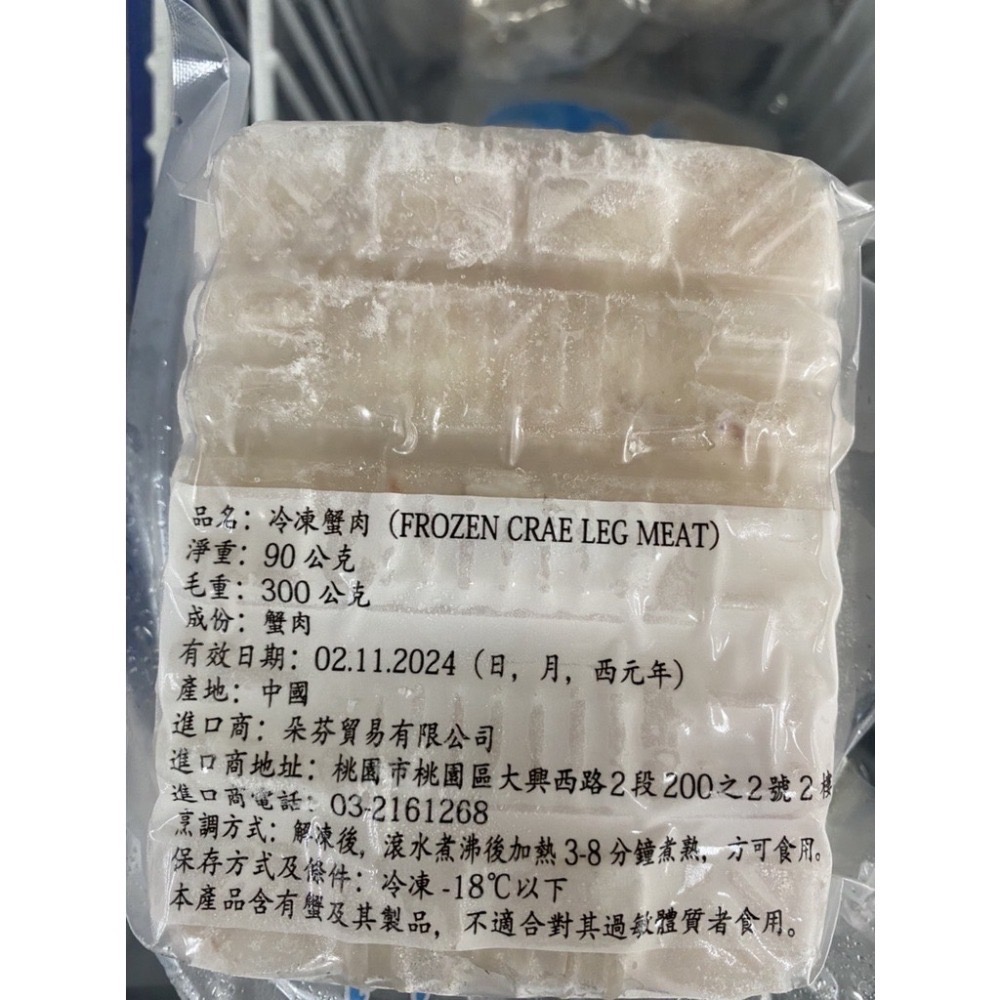 品名：冷凍蟹肉（FROZEN CRAE LEG MEAT）
淨重：90公克
毛重：300公克
成份：蟹肉
有效日期：02.11.2024（日，月，西元年）
產地：中國
進口商：朵芬貿易有限公司
進口商地址：桃園市桃園區大興西路2段200之2號2樓
進口商電話：03-2161268
烹調方式：解凍後，滾水煮沸後加熱3-8分鐘煮熟，方可食用。
保存方式及條件：冷凍-18℃以下
本產品含有蟹及其製品，不適合對其過敏體質者食用。